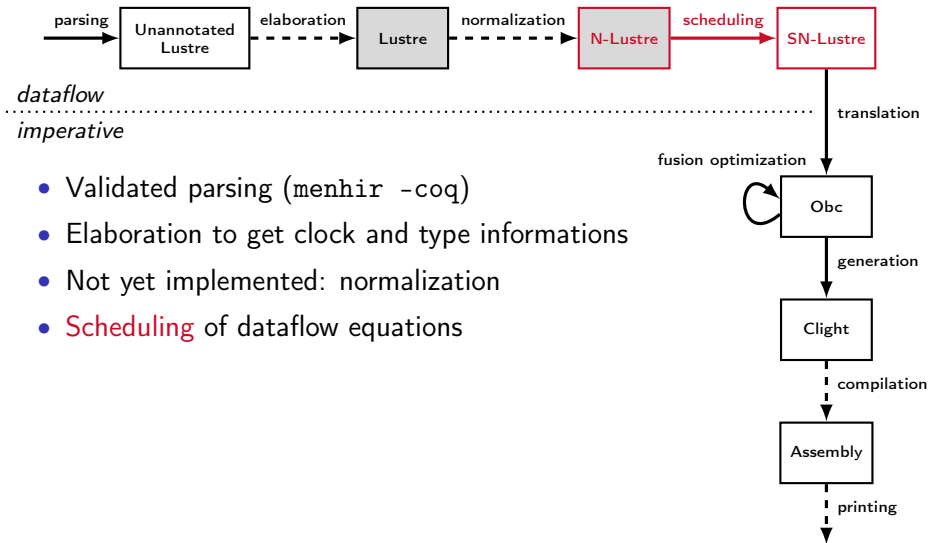 parsing
Unannotated
Lustre
elaboration
Lustre
normalization
N-Lustre
scheduling
SN-Lustre
dataflow
imperative
translation
fusion optimization
Obc
• Validated parsing (menhir -coq)
• Elaboration to get clock and type informations
• Not yet implemented: normalization
• Scheduling of dataflow equations
generation
Clight
compilation
Assembly
printing